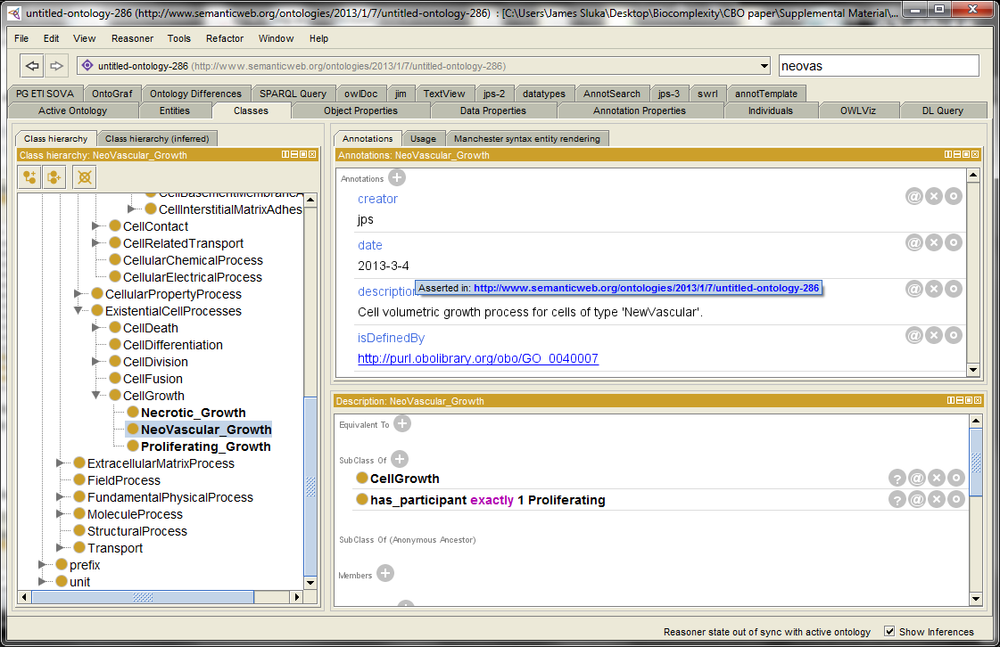 untitled-ontology-286 (http://www.semanticweb.org/ontologies/2013/1/7/untitled-ontology-286) : [C:\Users\James Sluka\Desktop\Biocomplexity\CBO paper\Supplemental Material\...
File Edit View Reasoner Tools Refactor Window Help
untitled-ontology-286 (http://www.semanticweb.org/ontologies/2013/1/7/untitled-ontology-286)
neovas
PG ETI SOVA OntoGraf Ontology Differences SPARQL Query owlDoc jim TextView jps-2 datatypes AnnotSearch jps-3 swrl annotTemplate
Active Ontology Entities Classes Object Properties Data Properties Annotation Properties Individuals OWLViz DL Query
Class hierarchy Class hierarchy (inferred)
Class hierarchy: NeoVascular_Growth
CellBasementMembraneA
CellInterstitialMatrixAdhes
CellContact
CellRelatedTransport
CellularChemicalProcess
CellularElectricalProcess
CellularPropertyProcess
ExistentialCellProcesses
CellDeath
CellDifferentiation
CellDivision
CellFusion
CellGrowth
Necrotic_Growth
NeoVascular_Growth
Proliferating_Growth
ExtracellularMatrixProcess
FieldProcess
FundamentalPhysicalProcess
MoleculeProcess
StructuralProcess
Transport
prefix
unit
Annotations Usage Manchester syntax entity rendering
Annotations: NeoVascular_Growth
Annotations
creator
jps
date
2013-3-4
description
Asserted in: http://www.semanticweb.org/ontologies/2013/1/7/untitled-ontology-286
Cell volumetric growth process for cells of type 'NewVascular'.
isDefinedBy
http://purl.obolibrary.org/obo/GO_0040007
Description: NeoVascular_Growth
Equivalent To
SubClass Of
CellGrowth
has_participant exactly 1 Proliferating
SubClass Of (Anonymous Ancestor)
Members
Reasoner state out of sync with active ontology Show Inferences